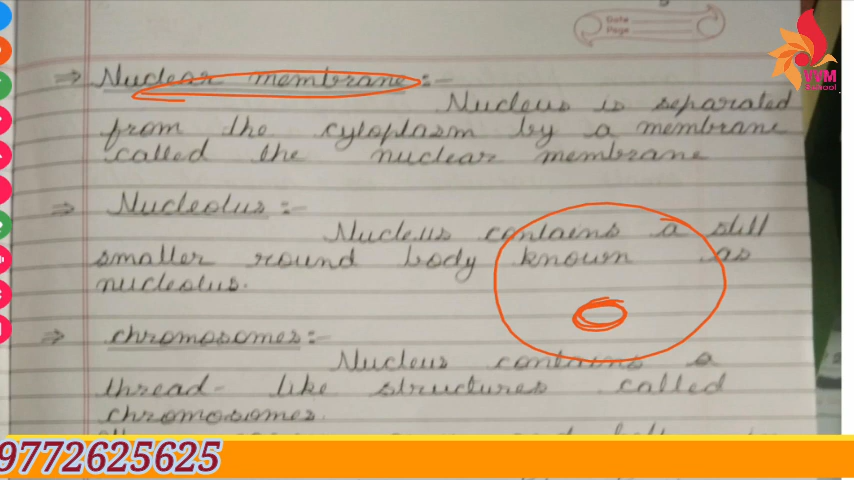 Date
Page
VVM
School
⇒ Nuclear membrane :-
Nucleus is separated
from the cytoplasm by a membrane
called the nuclear membrane
⇒ Nucleolus :-
Nucleus contains a still
smaller round body known as
nucleolus.
⇒ chromosomes :-
Nucleus contains a
thread- like structures called
chromosomes.
9772625625